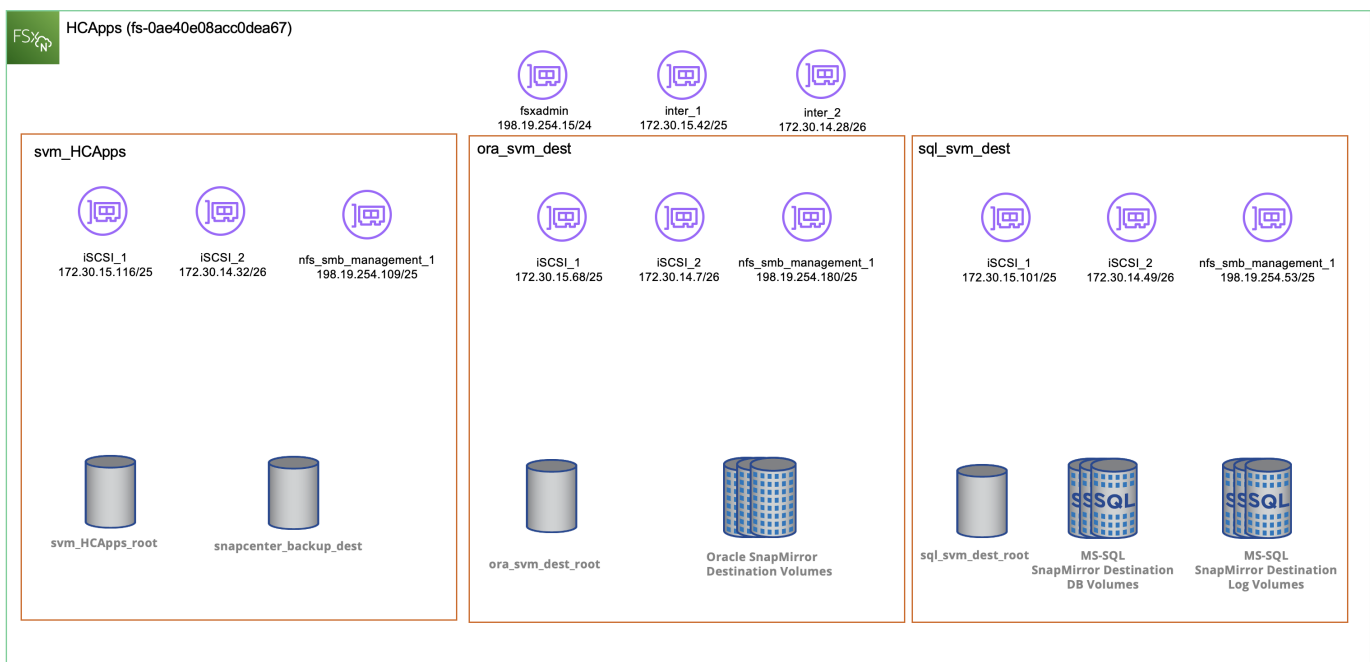 FSx
N
HCApps (fs-0ae40e08acc0dea67)
fsxadmin
198.19.254.15/24
inter_1
172.30.15.42/25
inter_2
172.30.14.28/26
svm_HCApps
iSCSI_1
172.30.15.116/25
iSCSI_2
172.30.14.32/26
nfs_smb_management_1
198.19.254.109/25
svm_HCApps_root
snapcenter_backup_dest
ora_svm_dest
iSCSI_1
172.30.15.68/25
iSCSI_2
172.30.14.7/26
nfs_smb_management_1
198.19.254.180/25
ora_svm_dest_root
Oracle SnapMirror
Destination Volumes
sql_svm_dest
iSCSI_1
172.30.15.101/25
iSCSI_2
172.30.14.49/26
nfs_smb_management_1
198.19.254.53/25
sql_svm_dest_root
SSSQL
MS-SQL
SnapMirror Destination
DB Volumes
SSSQL
MS-SQL
SnapMirror Destination
Log Volumes